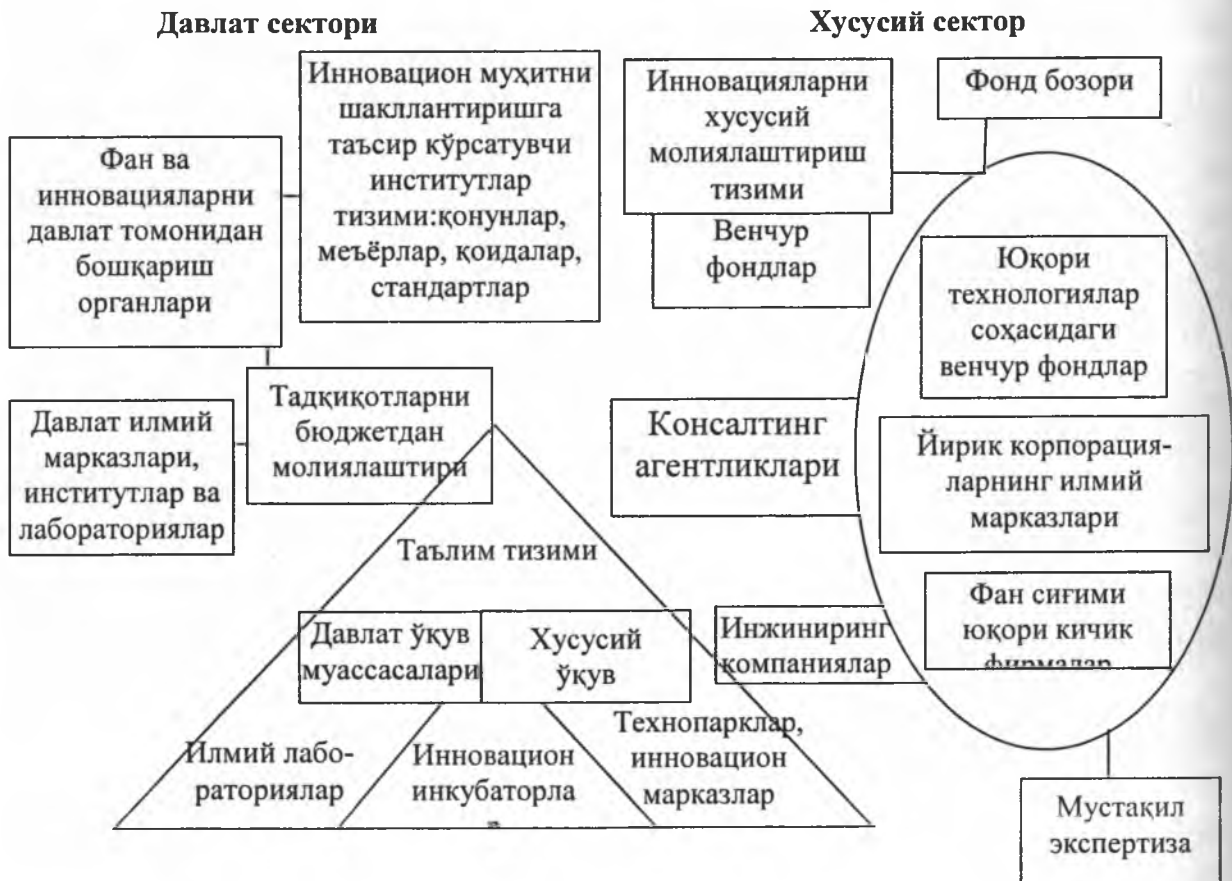 Давлат сектори
Хусусий сектор
Инновацион муҳитни
шакллантиришга
таъсир кўрсатувчи
институтлар
тизими:қонунлар,
меъёрлар, қоидалар,
стандартлар
Инновацияларни
хусусий
молиялаштириш
тизими
Фонд бозори
Фан ва
инновацияларни
давлат томонидан
бошқариш
органлари
Венчур
фондлар
Юқори
технологиялар
соҳасидаги
венчур фондлар
Тадқиқотларни
бюджетдан
молиялаштири
Давлат илмий
марказлари,
институтлар ва
лабораториялар
Консалтинг
агентликлари
Йирик корпорация-
ларнинг илмий
марказлари
Таълим тизими
Давлат ўқув
муассасалари
Хусусий
ўқув
Инжиниринг
компаниялар
Фан сиғими
юқори кичик
фирмалар
Илмий лабо-
раториялар
Инновацион
инкубаторла
Технопарклар,
инновацион
марказлар
Мустақил
экспертиза